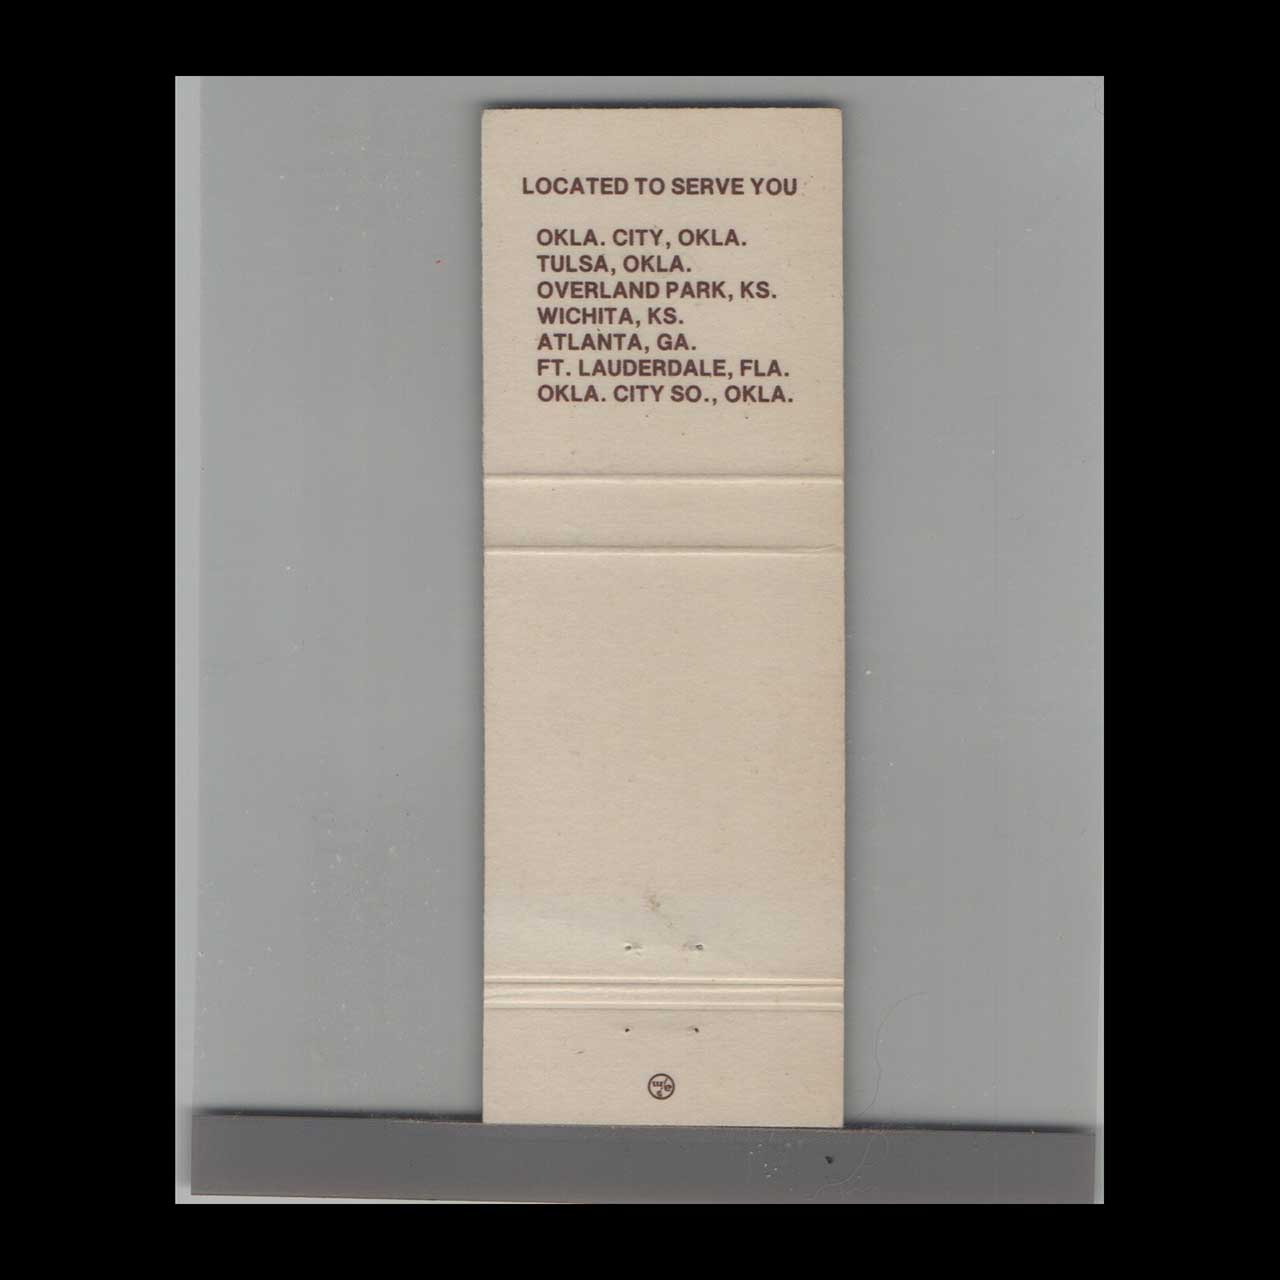 LOCATED TO SERVE YOU
OKLA. CITY, OKLA.
TULSA, OKLA.
OVERLAND PARK, KS.
WICHITA, KS.
ATLANTA, GA.
FT. LAUDERDALE, FLA.
OKLA. CITY SO., OKLA.